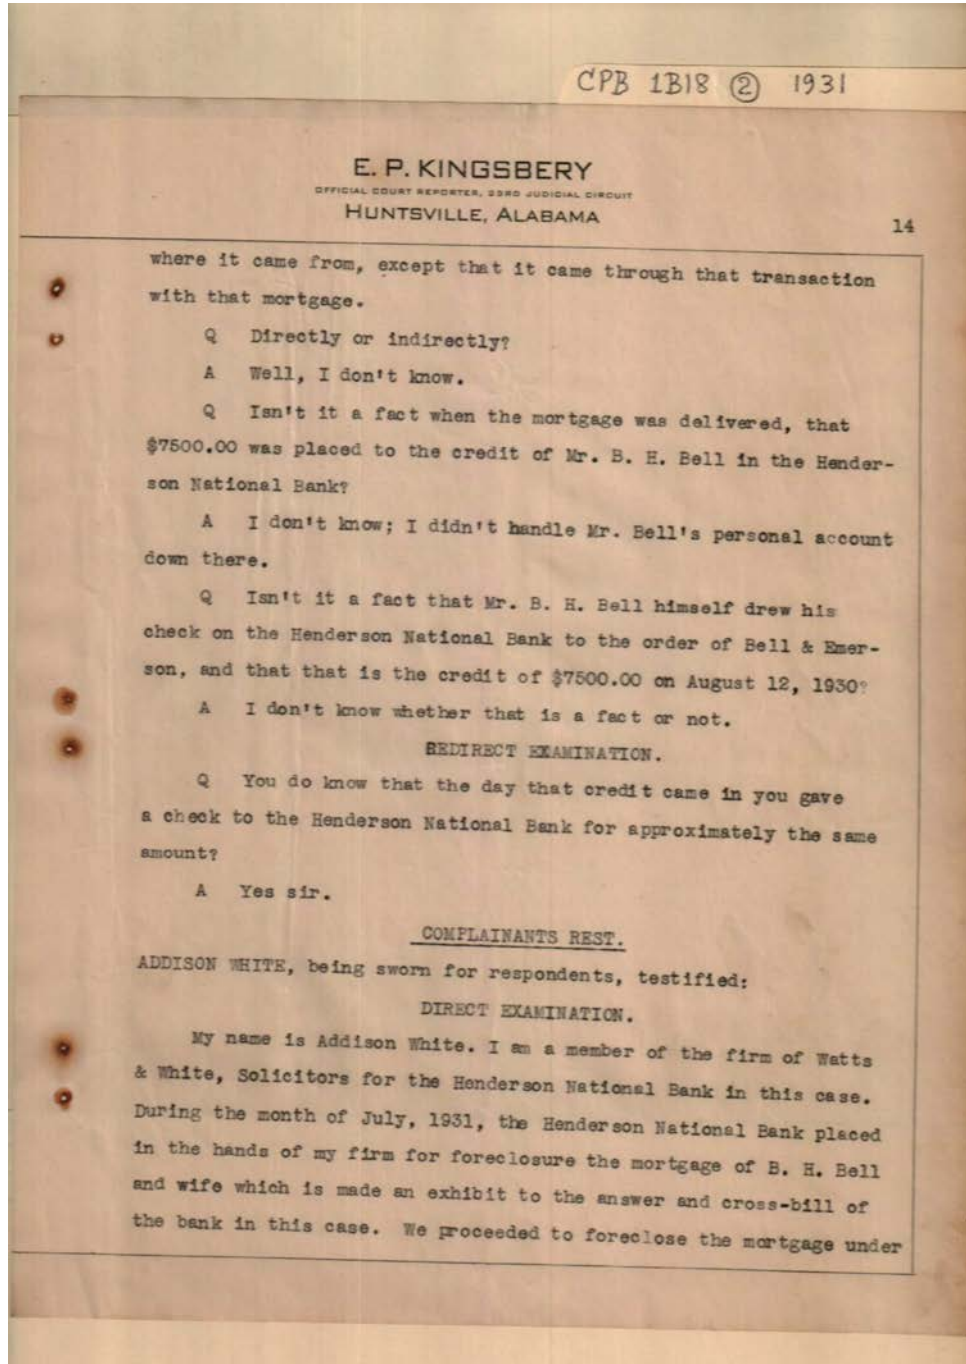 CPB 1B18 ② 1931
E. P. KINGSBERY
OFFICIAL COURT REPORTER, 23RD JUDICIAL CIRCUIT
HUNTSVILLE, ALABAMA
14
where it came from, except that it came through that transaction
with that mortgage.
Q Directly or indirectly?
A Well, I don't know.
Q Isn't it a fact when the mortgage was delivered, that
$7500.00 was placed to the credit of Mr. B. H. Bell in the Hender-
son National Bank?
A I don't know; I didn't handle Mr. Bell's personal account
down there.
Q Isn't it a fact that Mr. B. H. Bell himself drew his
check on the Henderson National Bank to the order of Bell & Emer-
son, and that that is the credit of $7500.00 on August 12, 1930?
A I don't know whether that is a fact or not.
REDIRECT EXAMINATION.
Q You do know that the day that credit came in you gave
a check to the Henderson National Bank for approximately the same
amount?
A Yes sir.
COMPLAINANTS REST.
ADDISON WHITE, being sworn for respondents, testified:
DIRECT EXAMINATION.
My name is Addison White. I am a member of the firm of Watts
& White, Solicitors for the Henderson National Bank in this case.
During the month of July, 1931, the Henderson National Bank placed
in the hands of my firm for foreclosure the mortgage of B. H. Bell
and wife which is made an exhibit to the answer and cross-bill of
the bank in this case. We proceeded to foreclose the mortgage under